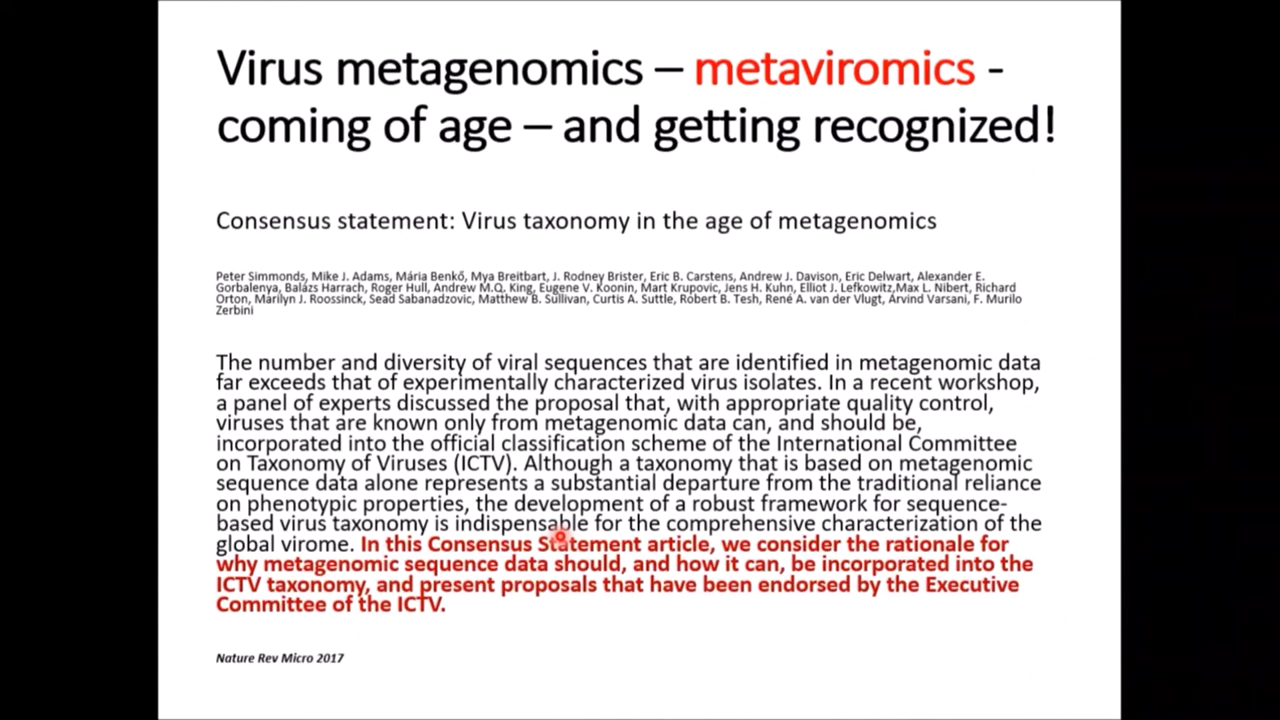 Virus metagenomics – metaviromics -
coming of age – and getting recognized!
Consensus statement: Virus taxonomy in the age of metagenomics
Peter Simmonds, Mike J. Adams, Mária Benkő, Mya Breitbart, J. Rodney Brister, Eric B. Carstens, Andrew J. Davison, Eric Delwart, Alexander E.
Gorbalenya, Balázs Harrach, Roger Hull, Andrew M.Q. King, Eugene V. Koonin, Mart Krupovic, Jens H. Kuhn, Elliot J. Lefkowitz,Max L. Nibert, Richard
Orton, Marilyn J. Roossinck, Sead Sabanadzovic, Matthew B. Sullivan, Curtis A. Suttle, Robert B. Tesh, René A. van der Vlugt, Arvind Varsani, F. Murilo
Zerbini
The number and diversity of viral sequences that are identified in metagenomic data
far exceeds that of experimentally characterized virus isolates. In a recent workshop,
a panel of experts discussed the proposal that, with appropriate quality control,
viruses that are known only from metagenomic data can, and should be,
incorporated into the official classification scheme of the International Committee
on Taxonomy of Viruses (ICTV). Although a taxonomy that is based on metagenomic
sequence data alone represents a substantial departure from the traditional reliance
on phenotypic properties, the development of a robust framework for sequence-
based virus taxonomy is indispensable for the comprehensive characterization of the
global virome. In this Consensus Statement article, we consider the rationale for
why metagenomic sequence data should, and how it can, be incorporated into the
ICTV taxonomy, and present proposals that have been endorsed by the Executive
Committee of the ICTV.
Nature Rev Micro 2017